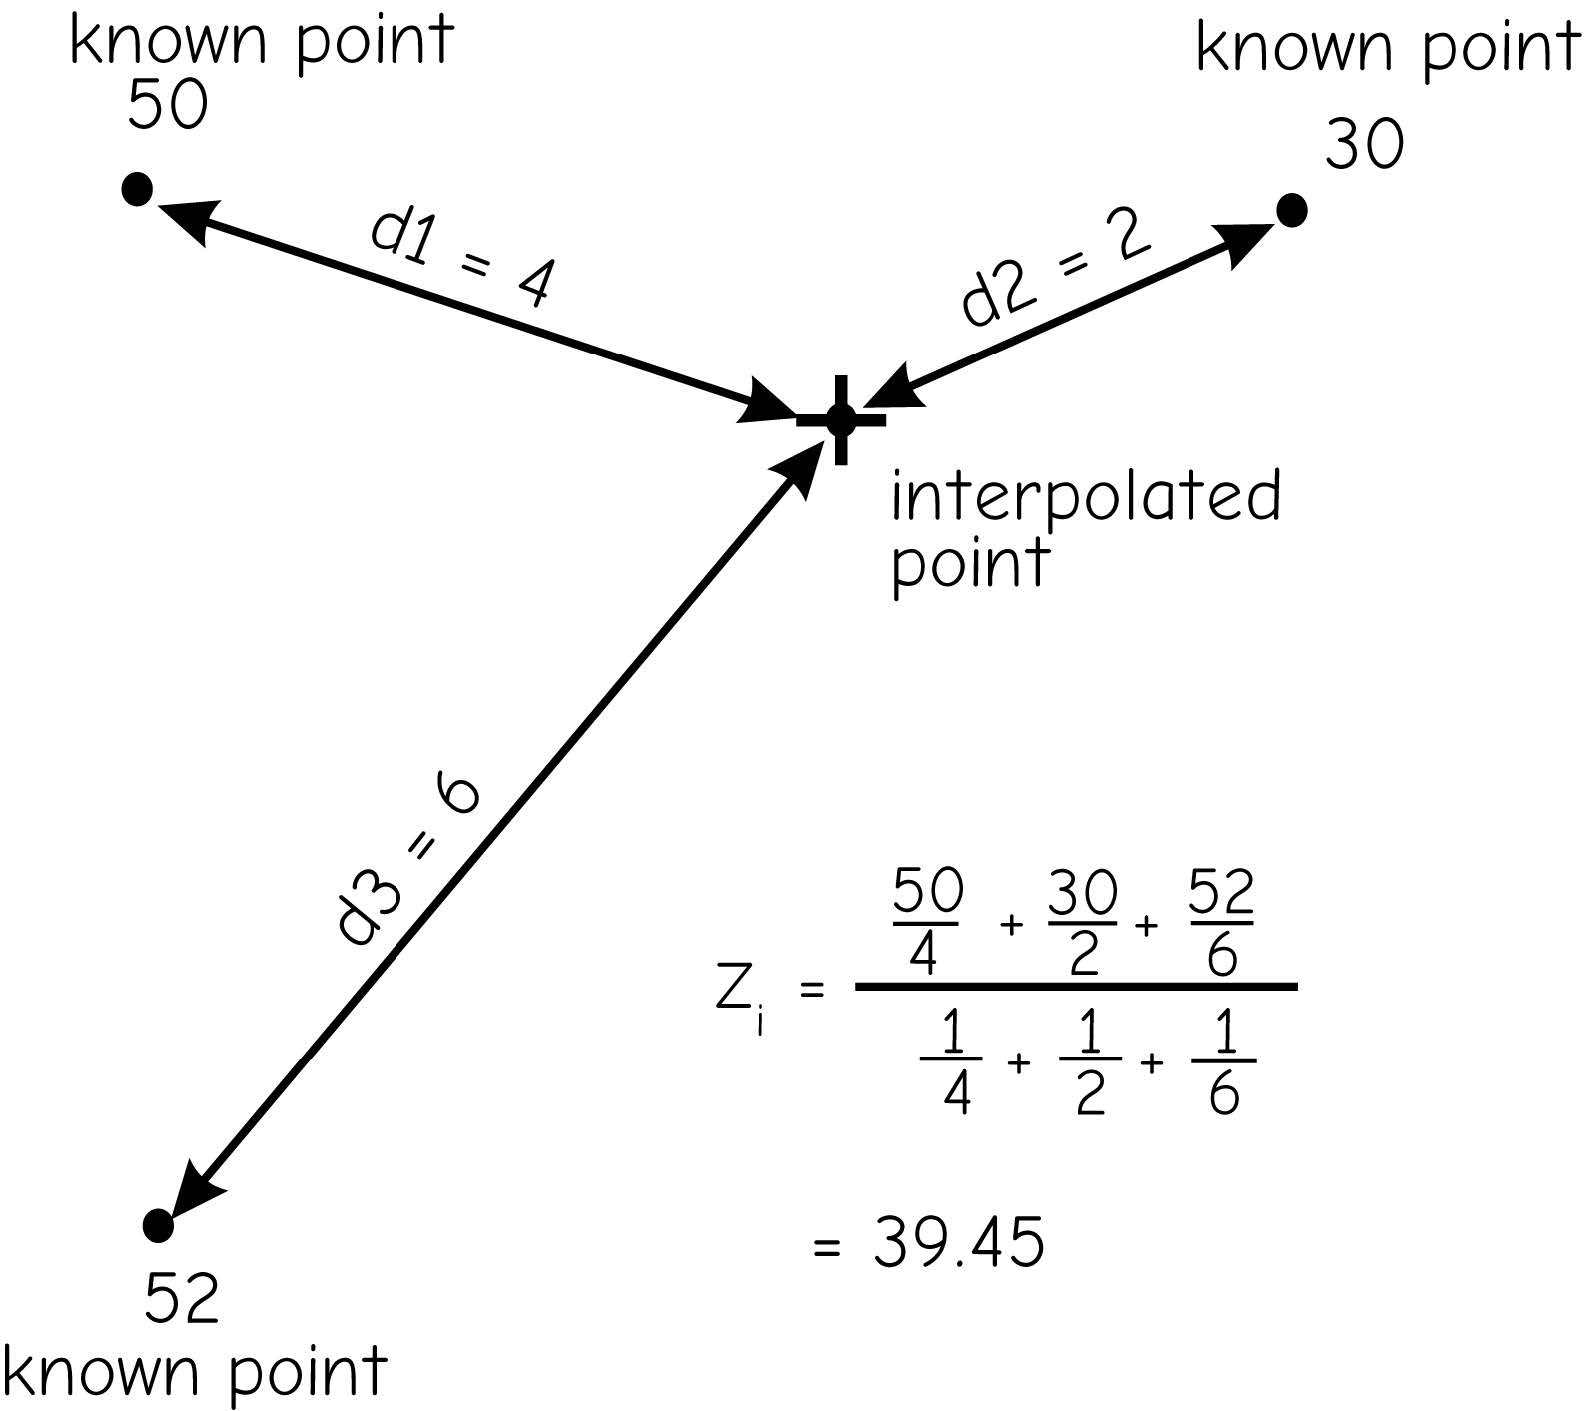 known point
50
known point
30
d1 = 4
d2 = 2
interpolated
point
d3 = 6
Zi = 50/4 + 30/2 + 52/6
1/4 + 1/2 + 1/6
= 39.45
52
known point